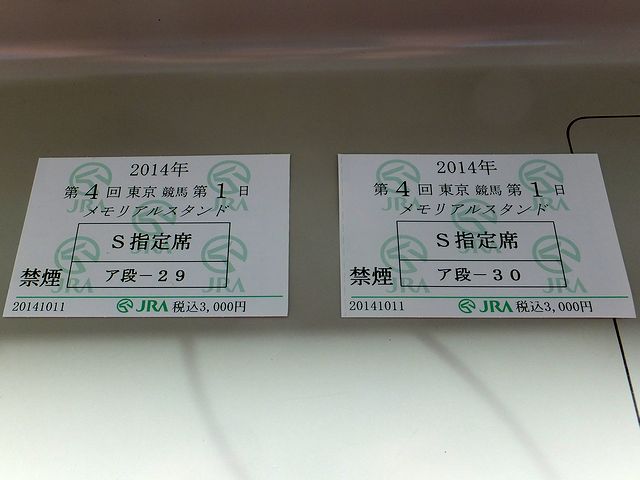 2014年
第4回 東京 競馬 第1日
メモリアルスタンド
S指定席
禁煙 ア段-29
20141011 JRA 税込3,000円
2014年
第4回 東京 競馬 第1日
メモリアルスタンド
S指定席
禁煙 ア段-30
20141011 JRA 税込3,000円